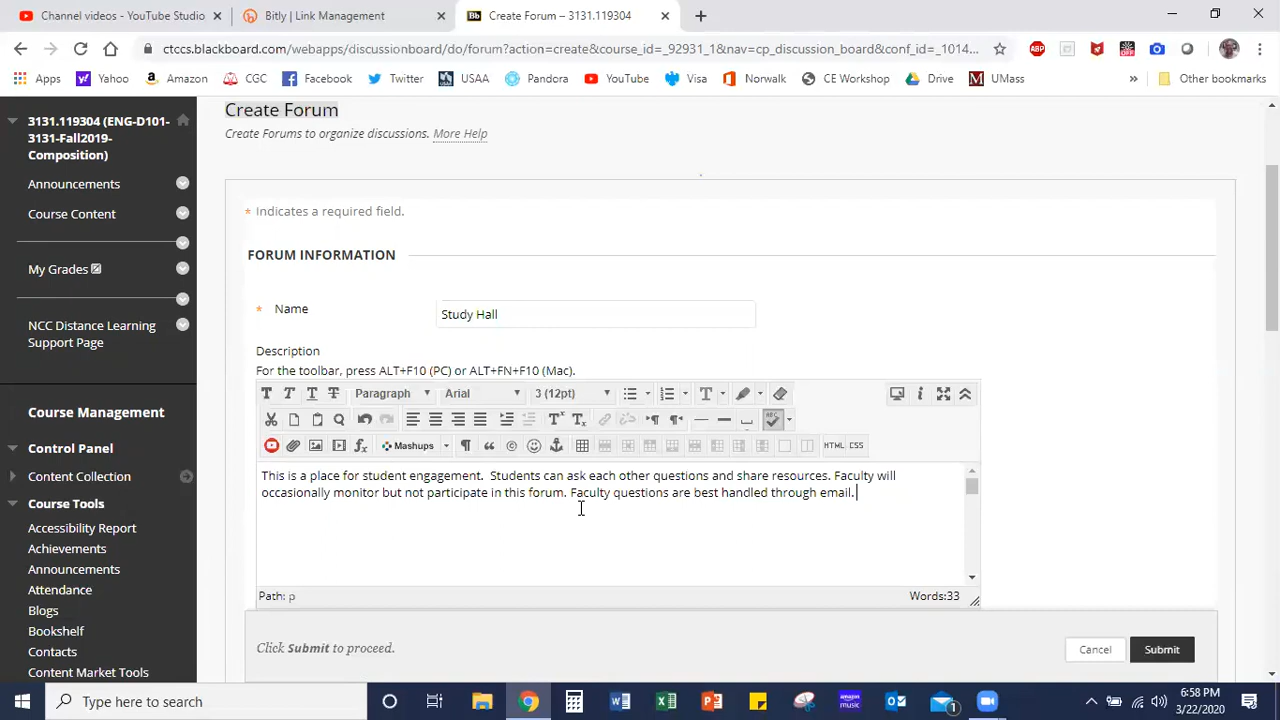 Channel videos - YouTube Studio
Bitly | Link Management
Bb Create Forum – 3131.119304
ctccs.blackboard.com/webapps/discussionboard/do/forum?action=create&course_id=_92931_1&nav=cp_discussion_board&conf_id=_1014...
Apps Yahoo Amazon CGC Facebook Twitter USAA Pandora YouTube Visa Norwalk CE Workshop Drive UMass » Other bookmarks
3131.119304 (ENG-D101-
3131-Fall2019-
Composition)
Announcements
Course Content
My Grades
NCC Distance Learning
Support Page
Course Management
Control Panel
Content Collection
Course Tools
Accessibility Report
Achievements
Announcements
Attendance
Blogs
Bookshelf
Contacts
Content Market Tools
Create Forum
Create Forums to organize discussions. More Help
* Indicates a required field.
FORUM INFORMATION
* Name
Study Hall
Description
For the toolbar, press ALT+F10 (PC) or ALT+FN+F10 (Mac).
T T T T Paragraph Arial 3 (12pt) T
Mashups HTML CSS
This is a place for student engagement.  Students can ask each other questions and share resources. Faculty will
occasionally monitor but not participate in this forum. Faculty questions are best handled through email.
Path: p
Words:33
Click Submit to proceed.
Cancel
Submit
Type here to search
6:58 PM
3/22/2020